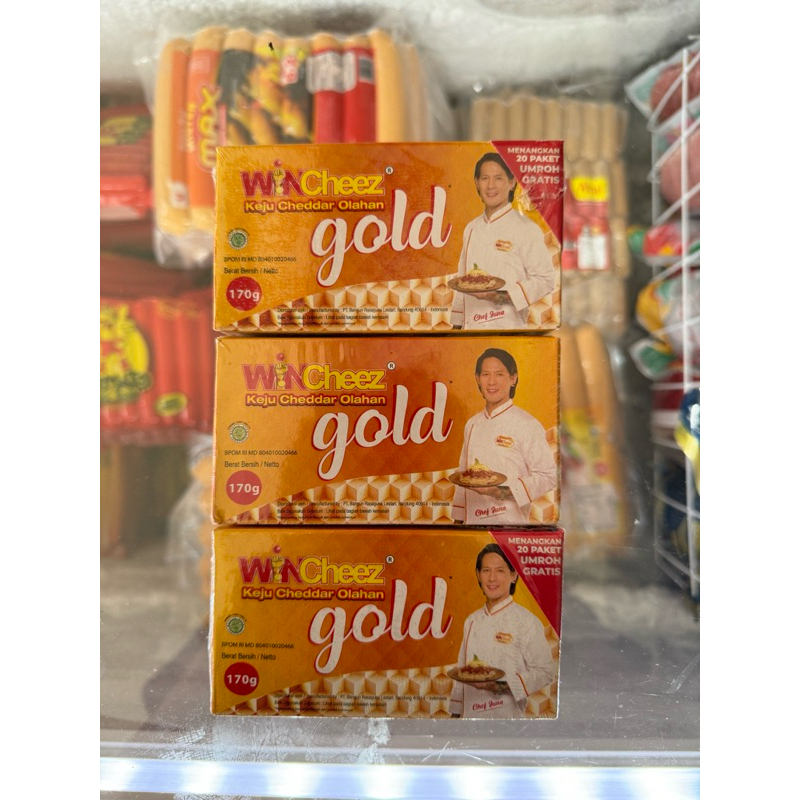 WiNCheez®
Keju Cheddar Olahan
gold
MENANGKAN
20 PAKET
UMROH
GRATIS
BPOM RI MD 804010020466
Berat Bersih / Netto
170g
Chef Juna
WiNCheez®
Keju Cheddar Olahan
gold
BPOM RI MD 804010020466
Berat Bersih / Netto
170g
Chef Juna
WiNCheez®
Keju Cheddar Olahan
gold
MENANGKAN
20 PAKET
UMROH
GRATIS
BPOM RI MD 804010020466
Berat Bersih / Netto
170g
Chef Juna